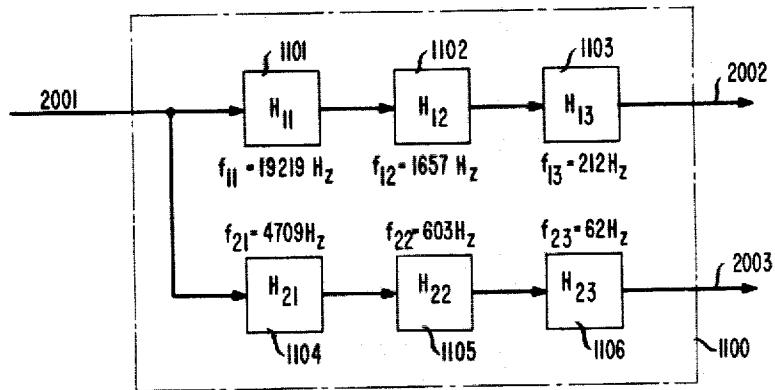 1101 1102 1103
2001 2002
H11 H12 H13
f11 = 19219 Hz f12 = 1657 Hz f13 = 212 Hz
f21 = 4709 Hz f22 = 603 Hz f23 = 62 Hz
2003
H21 H22 H23
1104 1105 1106 1100